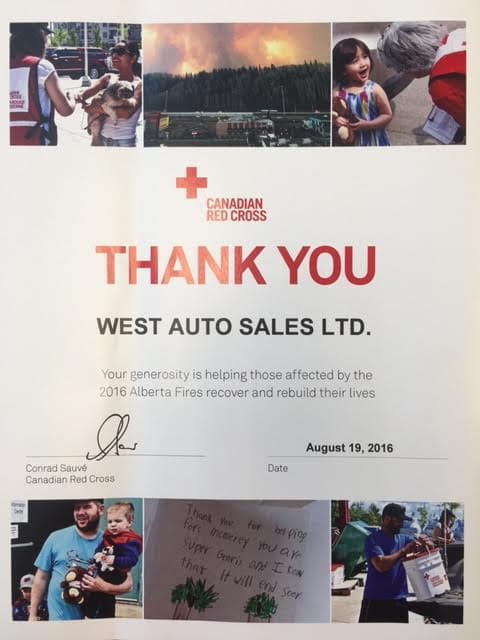 CANADIAN
RED CROSS
THANK YOU
WEST AUTO SALES LTD.
Your generosity is helping those affected by the
2016 Alberta Fires recover and rebuild their lives
August 19, 2016
Conrad Sauvé
Canadian Red Cross
Date
Thank You, for helping
Fort mcmercy You are
Super Gener's and I Know
that It will end soon